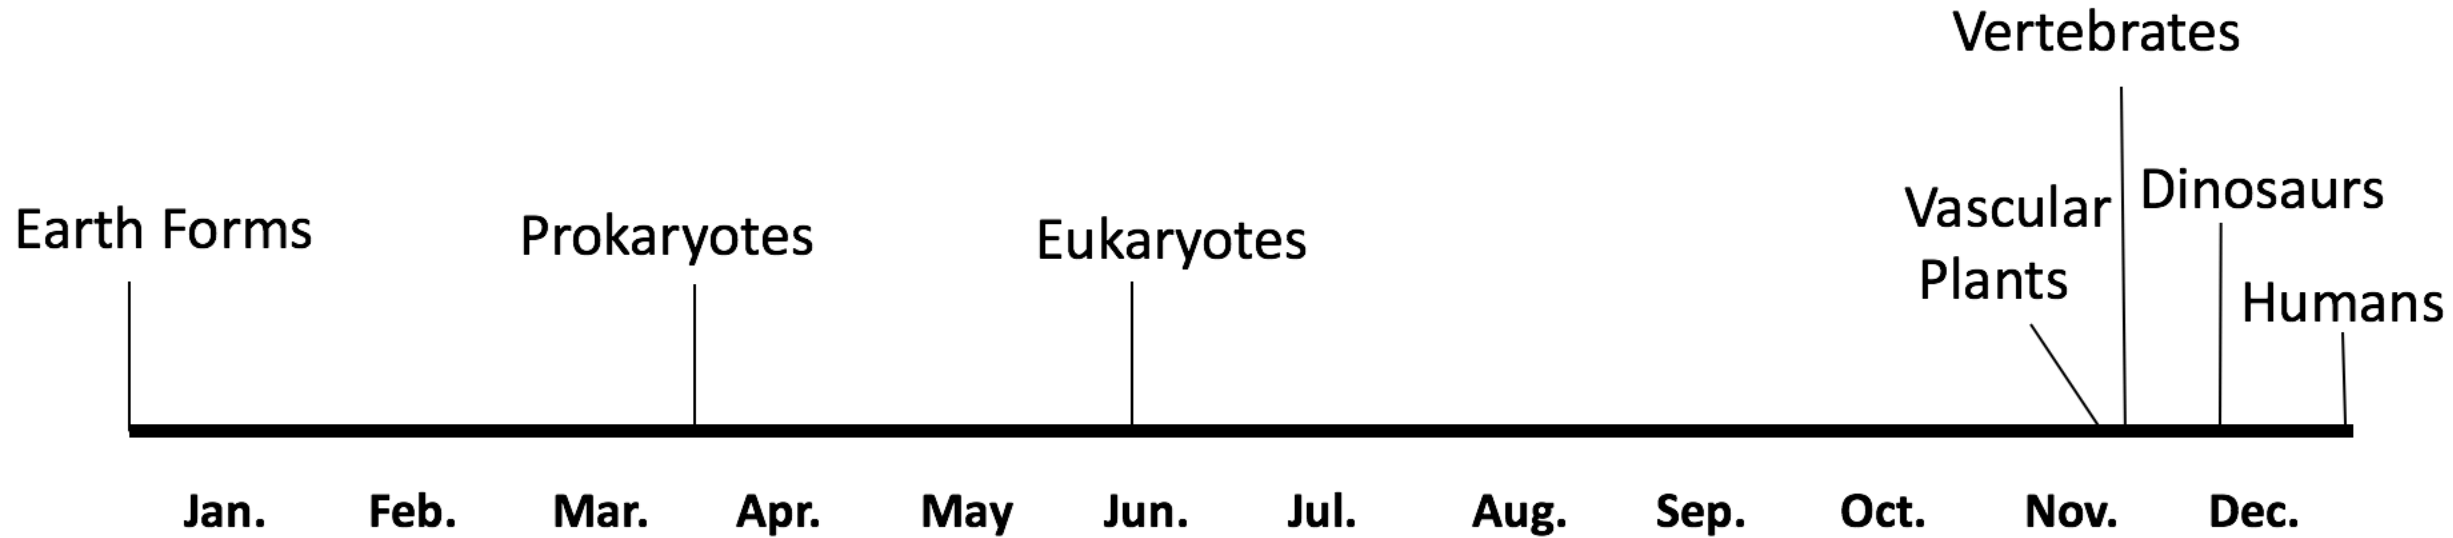 Vertebrates
Dinosaurs
Vascular
Plants
Earth Forms
Prokaryotes
Eukaryotes
Humans
Jan. Feb. Mar. Apr. May Jun. Jul. Aug. Sep. Oct. Nov. Dec.